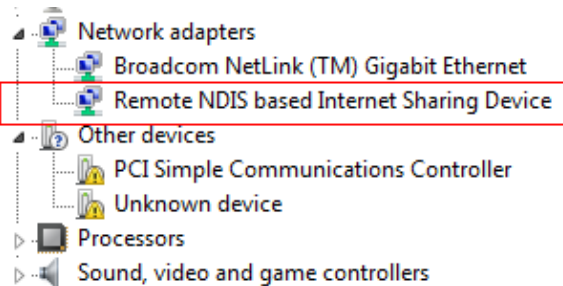 Network adapters
Broadcom NetLink (TM) Gigabit Ethernet
Remote NDIS based Internet Sharing Device
Other devices
PCI Simple Communications Controller
Unknown device
Processors
Sound, video and game controllers